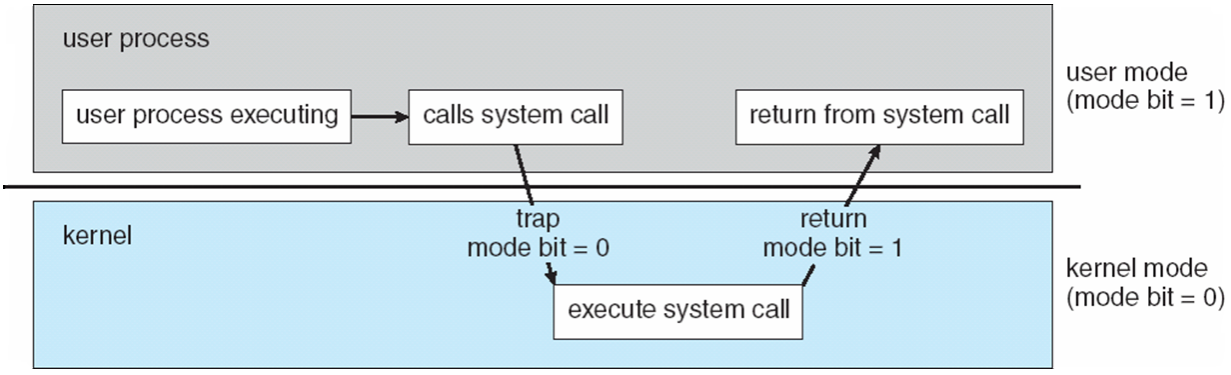 user process
user process executing
calls system call
return from system call
user mode
(mode bit = 1)
kernel
trap
mode bit = 0
return
mode bit = 1
execute system call
kernel mode
(mode bit = 0)